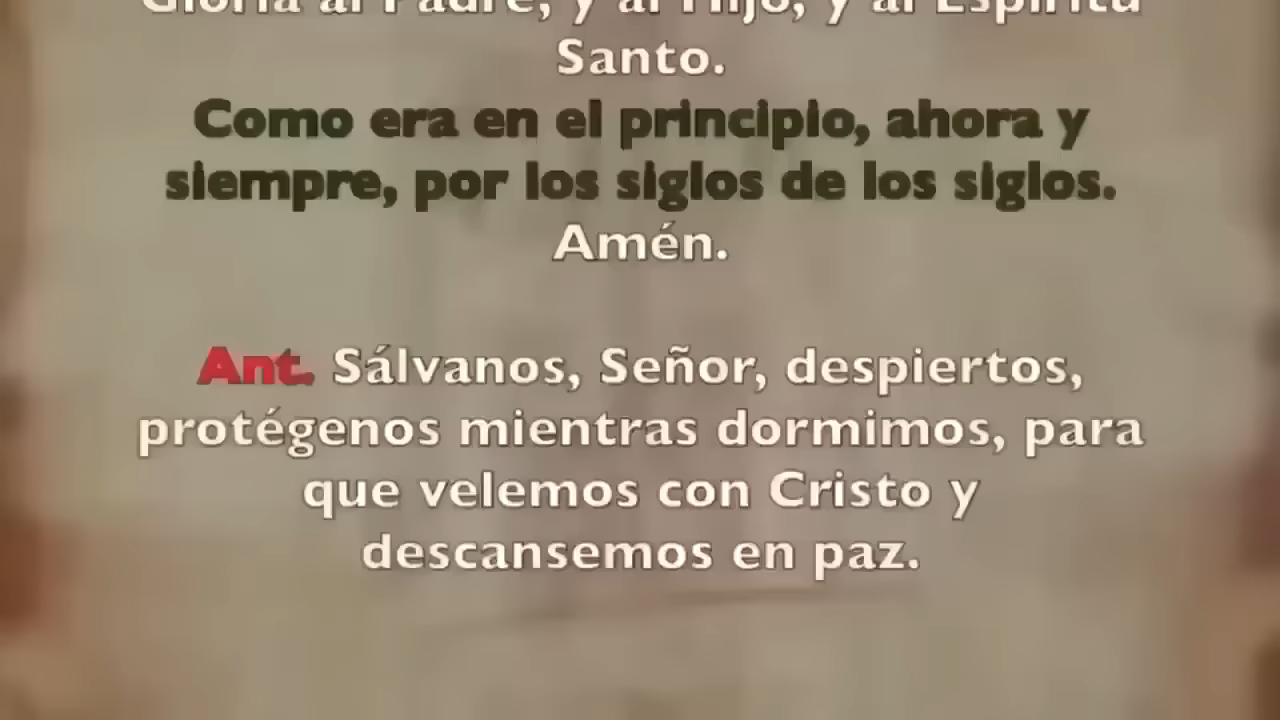 Gloria al Padre, y al Hijo, y al Espíritu
Santo.
Como era en el principio, ahora y
siempre, por los siglos de los siglos.
Amén.
Ant. Sálvanos, Señor, despiertos,
protégenos mientras dormimos, para
que velemos con Cristo y
descansemos en paz.